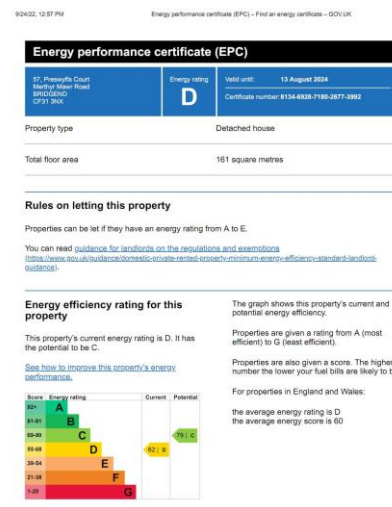 9/24/22, 12:57 PM Energy performance certificate (EPC) – Find an energy certificate – GOV.UK
Energy performance certificate (EPC)
57, Preswylfa Court
Merthyr Mawr Road
BRIDGEND
CF31 3NX
Energy rating
D
Valid until: 13 August 2024
Certificate number: 8134-6928-7180-2677-3992
Property type Detached house
Total floor area 161 square metres
Rules on letting this property
Properties can be let if they have an energy rating from A to E.
You can read guidance for landlords on the regulations and exemptions
(https://www.gov.uk/guidance/domestic-private-rented-property-minimum-energy-efficiency-standard-landlord-
guidance).
Energy efficiency rating for this
property
This property's current energy rating is D. It has
the potential to be C.
See how to improve this property's energy
performance.
Score Energy rating Current Potential
92+ A
81-91 B
69-80 C 79 | C
55-68 D 62 | D
39-54 E
21-38 F
1-20 G
The graph shows this property's current and
potential energy efficiency.
Properties are given a rating from A (most
efficient) to G (least efficient).
Properties are also given a score. The higher
number the lower your fuel bills are likely to b
For properties in England and Wales:
the average energy rating is D
the average energy score is 60